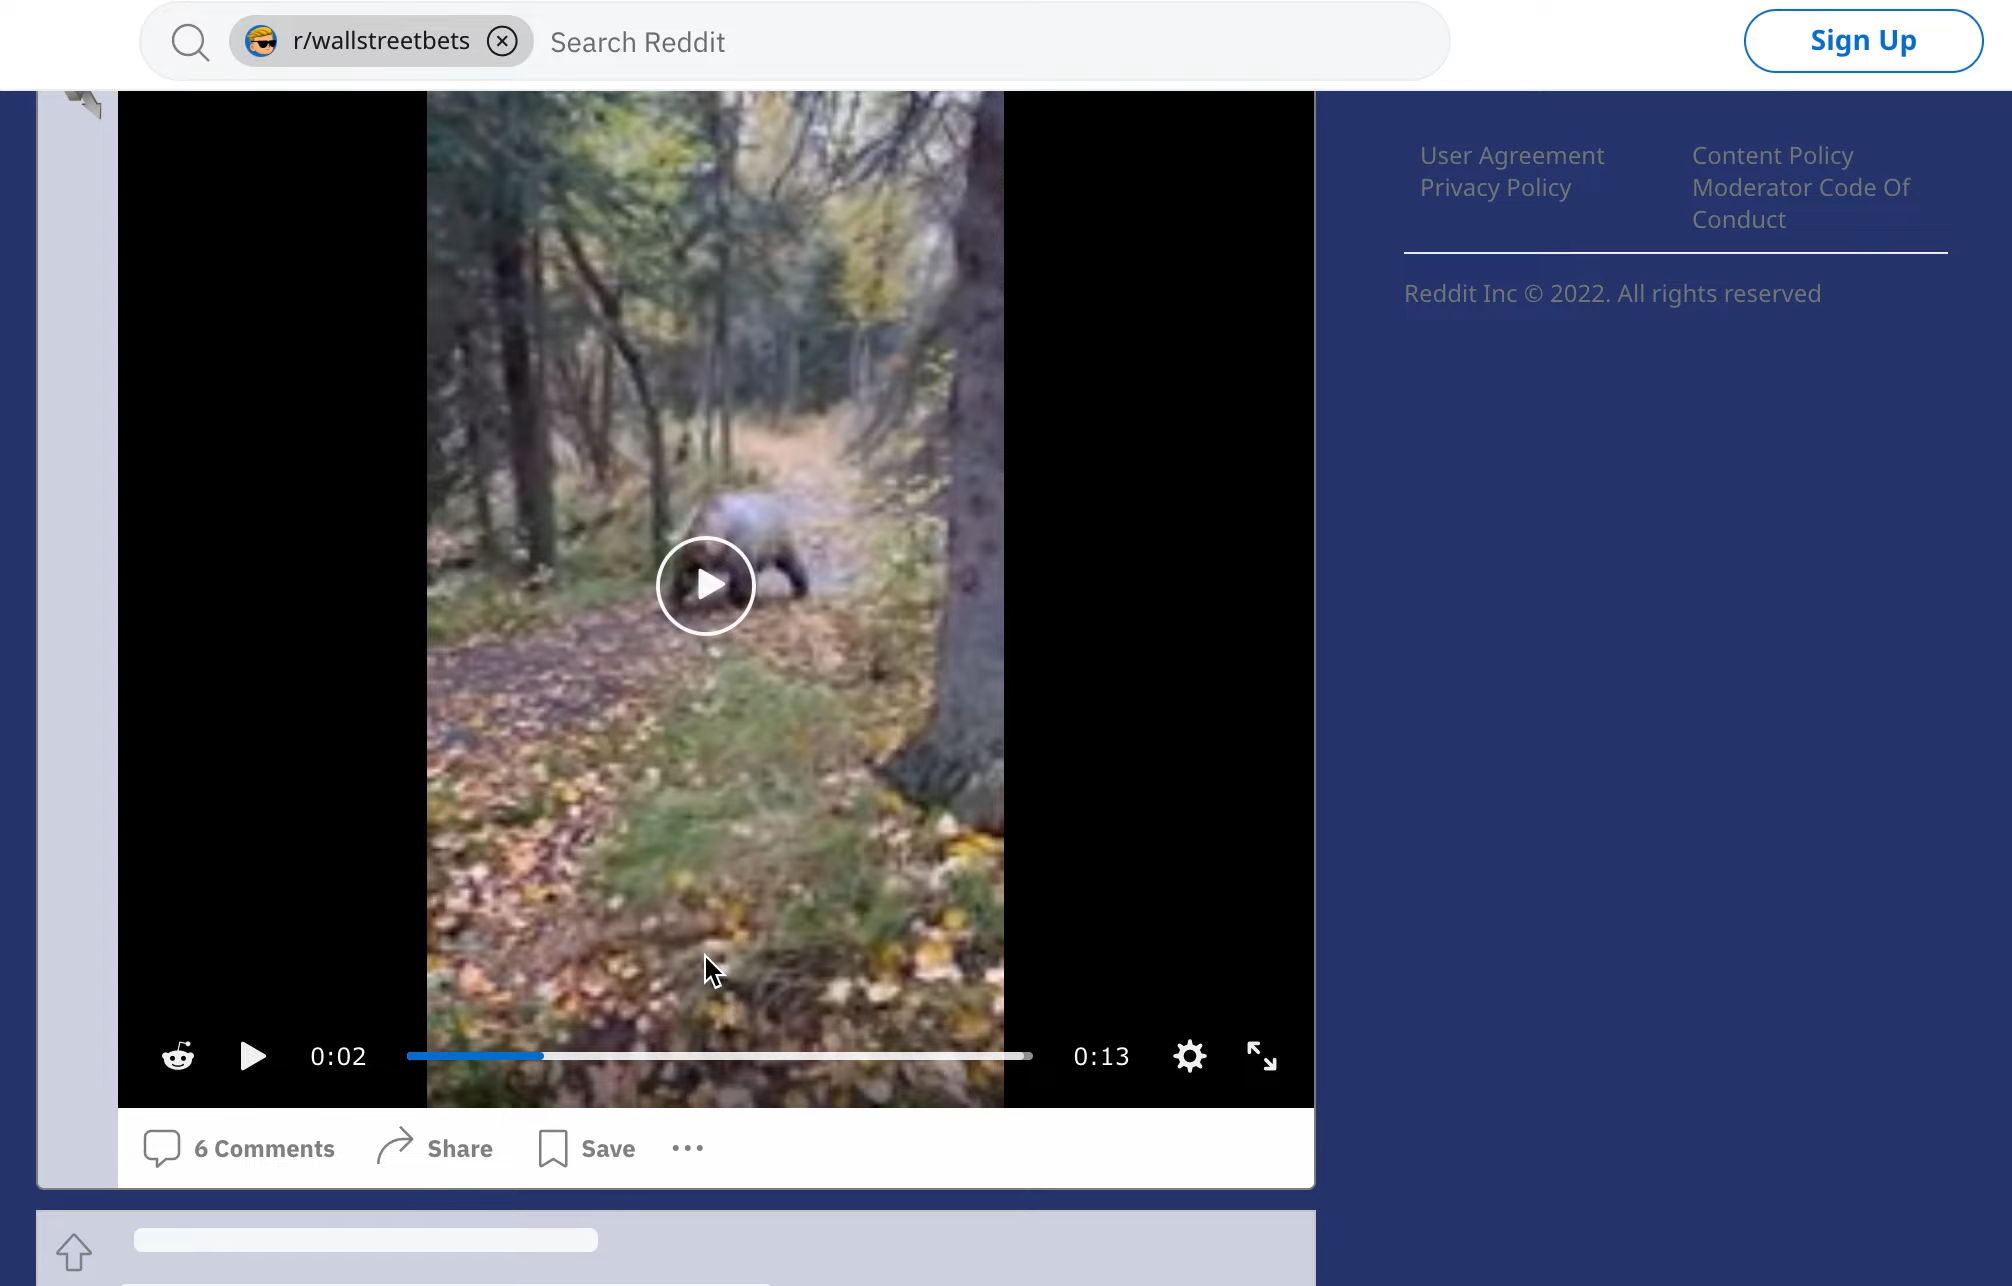 r/wallstreetbets Search Reddit Sign Up
User Agreement Content Policy
Privacy Policy Moderator Code Of
Conduct
Reddit Inc © 2022. All rights reserved
0:02 0:13
6 Comments Share Save